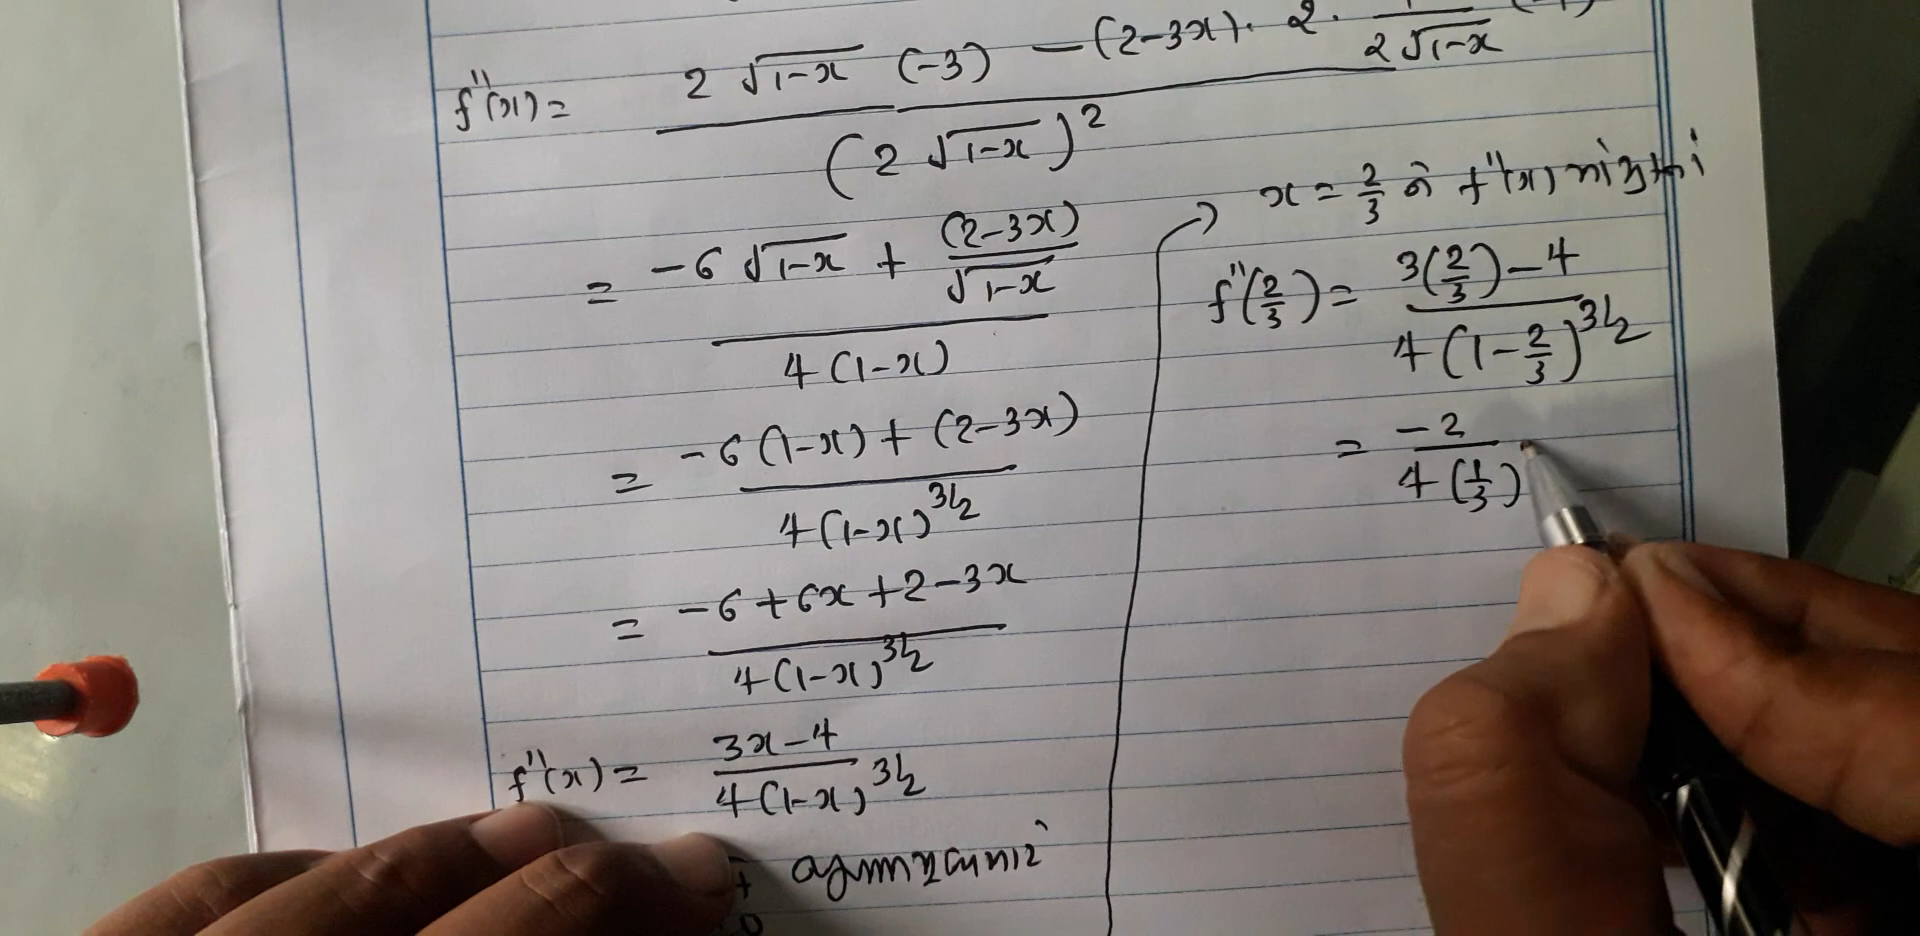 f''(x) = (2√(1-x) (-3) - (2-3x). 2. 1/(2√(1-x))) / (2√(1-x))²
= (-6√(1-x) + (2-3x)/√(1-x)) / 4(1-x)
= (-6(1-x) + (2-3x)) / 4(1-x)^3/2
= (-6+6x+2-3x) / 4(1-x)^3/2
f''(x) = (3x-4) / 4(1-x)^3/2
x = 2/3 ને f''(x) માં
f''(2/3) = (3(2/3)-4) / 4(1-2/3)^3/2
= -2 / 4(1/3)